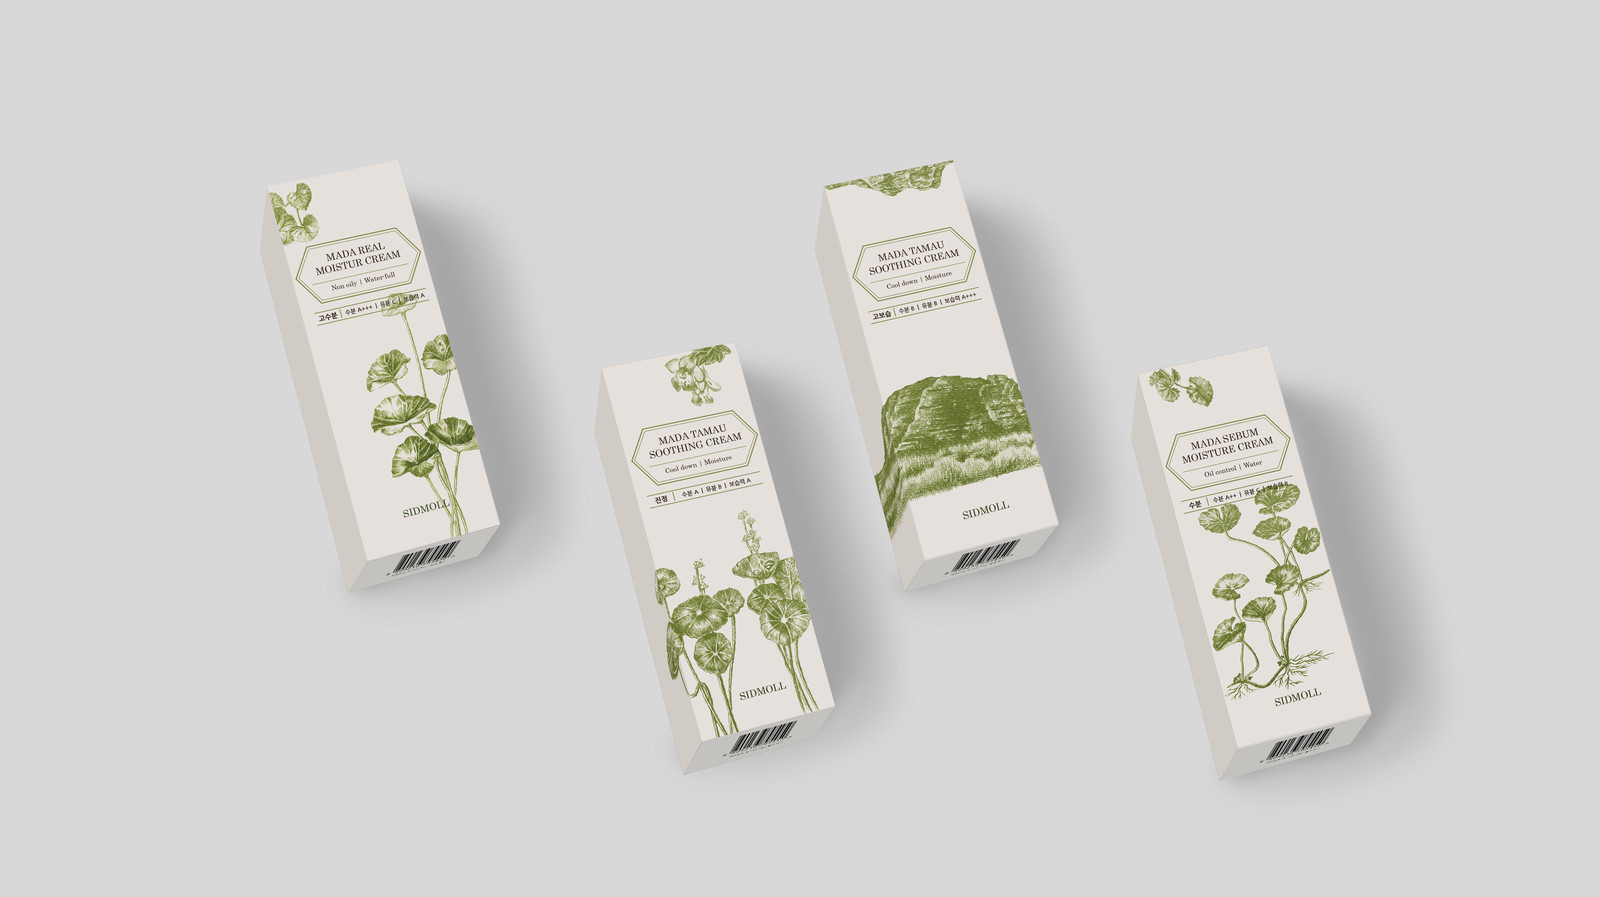 MADA REAL
MOISTUR CREAM
Non oily | Water-full
고수분 | 수분 A+++ | 유분 C | 보습력 A
SIDMOLL
MADA TAMAU
SOOTHING CREAM
Cool down | Moisture
진정 | 수분 A | 유분 B | 보습력 A
SIDMOLL
MADA TAMAU
SOOTHING CREAM
Cool down | Moisture
고보습 | 수분 B | 유분 B | 보습력 A+++
SIDMOLL
MADA SEBUM
MOISTURE CREAM
Oil control | Water
수분 | 수분 A++ | 유분 C | 보습력 B
SIDMOLL